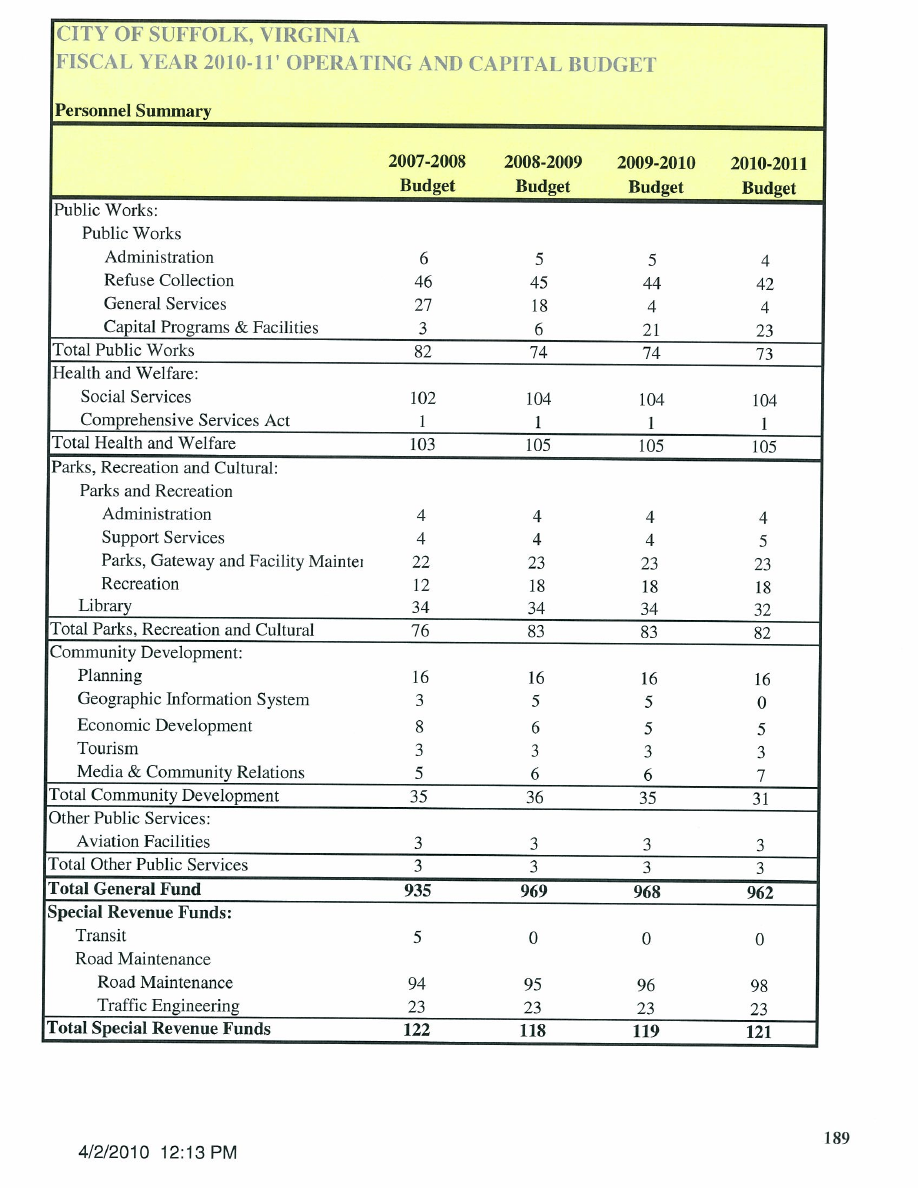 CITY OF SUFFOLK, VIRGINIA
FISCAL YEAR 2010-11' OPERATING AND CAPITAL BUDGET
Personnel Summary
2007-2008 2008-2009 2009-2010 2010-2011
Budget Budget Budget Budget
Public Works:
Public Works
Administration 6 5 5 4
Refuse Collection 46 45 44 42
General Services 27 18 4 4
Capital Programs & Facilities 3 6 21 23
Total Public Works 82 74 74 73
Health and Welfare:
Social Services 102 104 104 104
Comprehensive Services Act 1 1 1 1
Total Health and Welfare 103 105 105 105
Parks, Recreation and Cultural:
Parks and Recreation
Administration 4 4 4 4
Support Services 4 4 4 5
Parks, Gateway and Facility Mainter 22 23 23 23
Recreation 12 18 18 18
Library 34 34 34 32
Total Parks, Recreation and Cultural 76 83 83 82
Community Development:
Planning 16 16 16 16
Geographic Information System 3 5 5 0
Economic Development 8 6 5 5
Tourism 3 3 3 3
Media & Community Relations 5 6 6 7
Total Community Development 35 36 35 31
Other Public Services:
Aviation Facilities 3 3 3 3
Total Other Public Services 3 3 3 3
Total General Fund 935 969 968 962
Special Revenue Funds:
Transit 5 0 0 0
Road Maintenance
Road Maintenance 94 95 96 98
Traffic Engineering 23 23 23 23
Total Special Revenue Funds 122 118 119 121
189
4/2/2010 12:13 PM